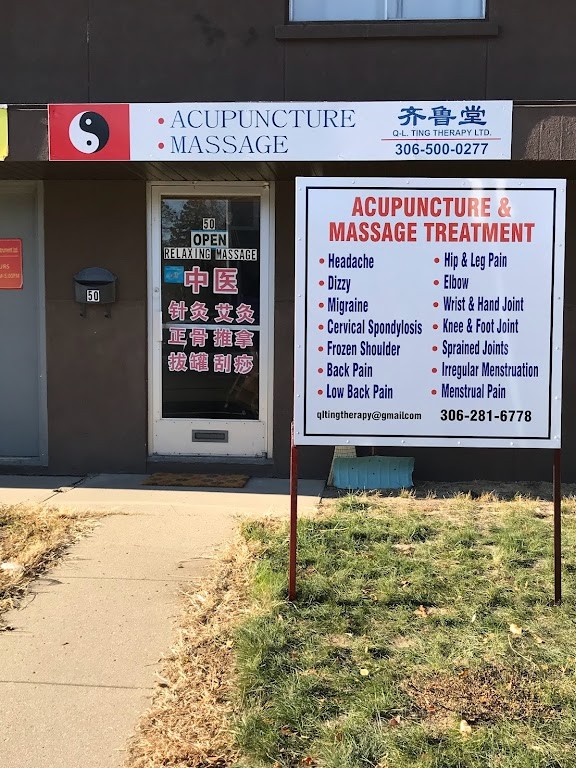 • ACUPUNCTURE
• MASSAGE
齐鲁堂
Q-L. TING THERAPY LTD.
306-500-0277
50
OPEN
RELAXING MASSAGE
中医
针灸 艾灸
正骨 推拿
拔罐 刮痧
50
ACUPUNCTURE &
MASSAGE TREATMENT
• Headache
• Dizzy
• Migraine
• Cervical Spondylosis
• Frozen Shoulder
• Back Pain
• Low Back Pain
• Hip & Leg Pain
• Elbow
• Wrist & Hand Joint
• Knee & Foot Joint
• Sprained Joints
• Irregular Menstruation
• Menstrual Pain
qltingtherapy@gmail.com
306-281-6778